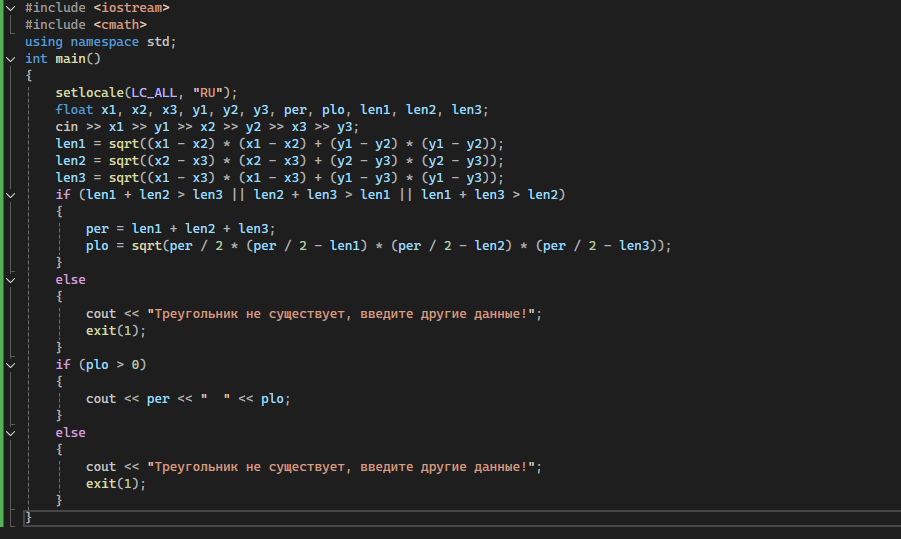 #include <iostream>
#include <cmath>
using namespace std;
int main()
{
    setlocale(LC_ALL, "RU");
    float x1, x2, x3, y1, y2, y3, per, plo, len1, len2, len3;
    cin >> x1 >> y1 >> x2 >> y2 >> x3 >> y3;
    len1 = sqrt((x1 - x2) * (x1 - x2) + (y1 - y2) * (y1 - y2));
    len2 = sqrt((x2 - x3) * (x2 - x3) + (y2 - y3) * (y2 - y3));
    len3 = sqrt((x1 - x3) * (x1 - x3) + (y1 - y3) * (y1 - y3));
    if (len1 + len2 > len3 || len2 + len3 > len1 || len1 + len3 > len2)
    {
        per = len1 + len2 + len3;
        plo = sqrt(per / 2 * (per / 2 - len1) * (per / 2 - len2) * (per / 2 - len3));
    }
    else
    {
        cout << "Треугольник не существует, введите другие данные!";
        exit(1);
    }
    if (plo > 0)
    {
        cout << per << "  " << plo;
    }
    else
    {
        cout << "Треугольник не существует, введите другие данные!";
        exit(1);
    }
}